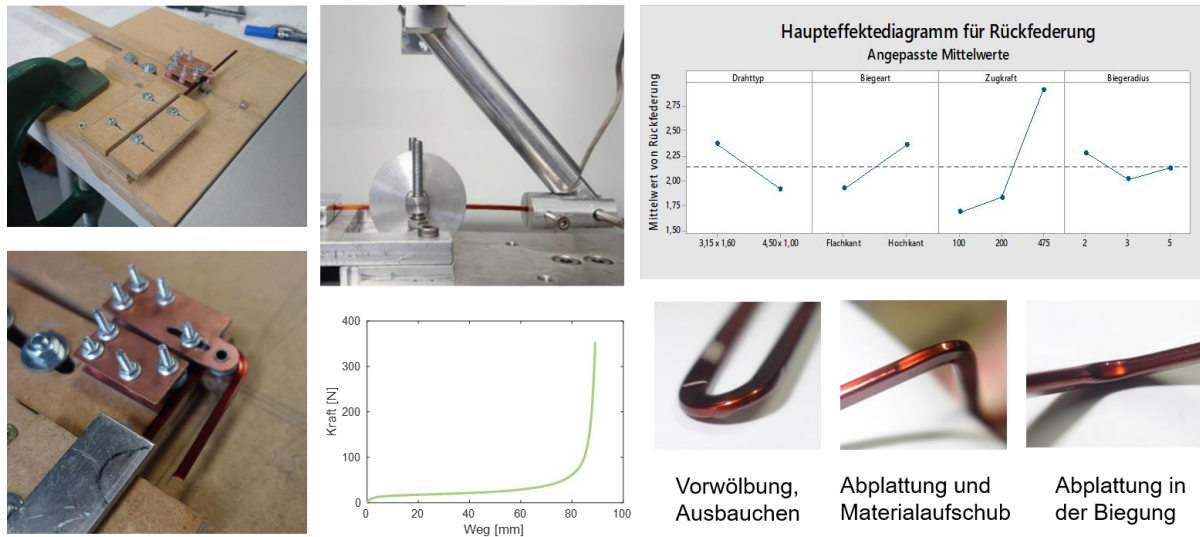 Haupteffektediagramm für Rückfederung
Angepasste Mittelwerte
Drahttyp Biegeart Zugkraft Biegeradius
Mittelwert von Rückfederung
2,75
2,50
2,25
2,00
1,75
1,50
3,15 x 1,60 4,50 x 1,00 Flachkant Hochkant 100 200 475 2 3 5
400
300
200
100
0
Kraft [N]
0 20 40 60 80 100
Weg [mm]
Vorwölbung,
Ausbauchen
Abplattung und
Materialaufschub
Abplattung in
der Biegung